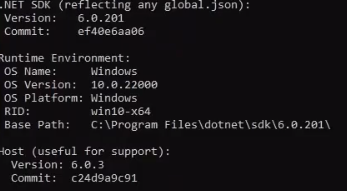 .NET SDK (reflecting any global.json):
Version: 6.0.201
Commit: ef40e6aa06
Runtime Environment:
OS Name: Windows
OS Version: 10.0.22000
OS Platform: Windows
RID: win10-x64
Base Path: C:\Program Files\dotnet\sdk\6.0.201\
Host (useful for support):
Version: 6.0.3
Commit: c24d9a9c91